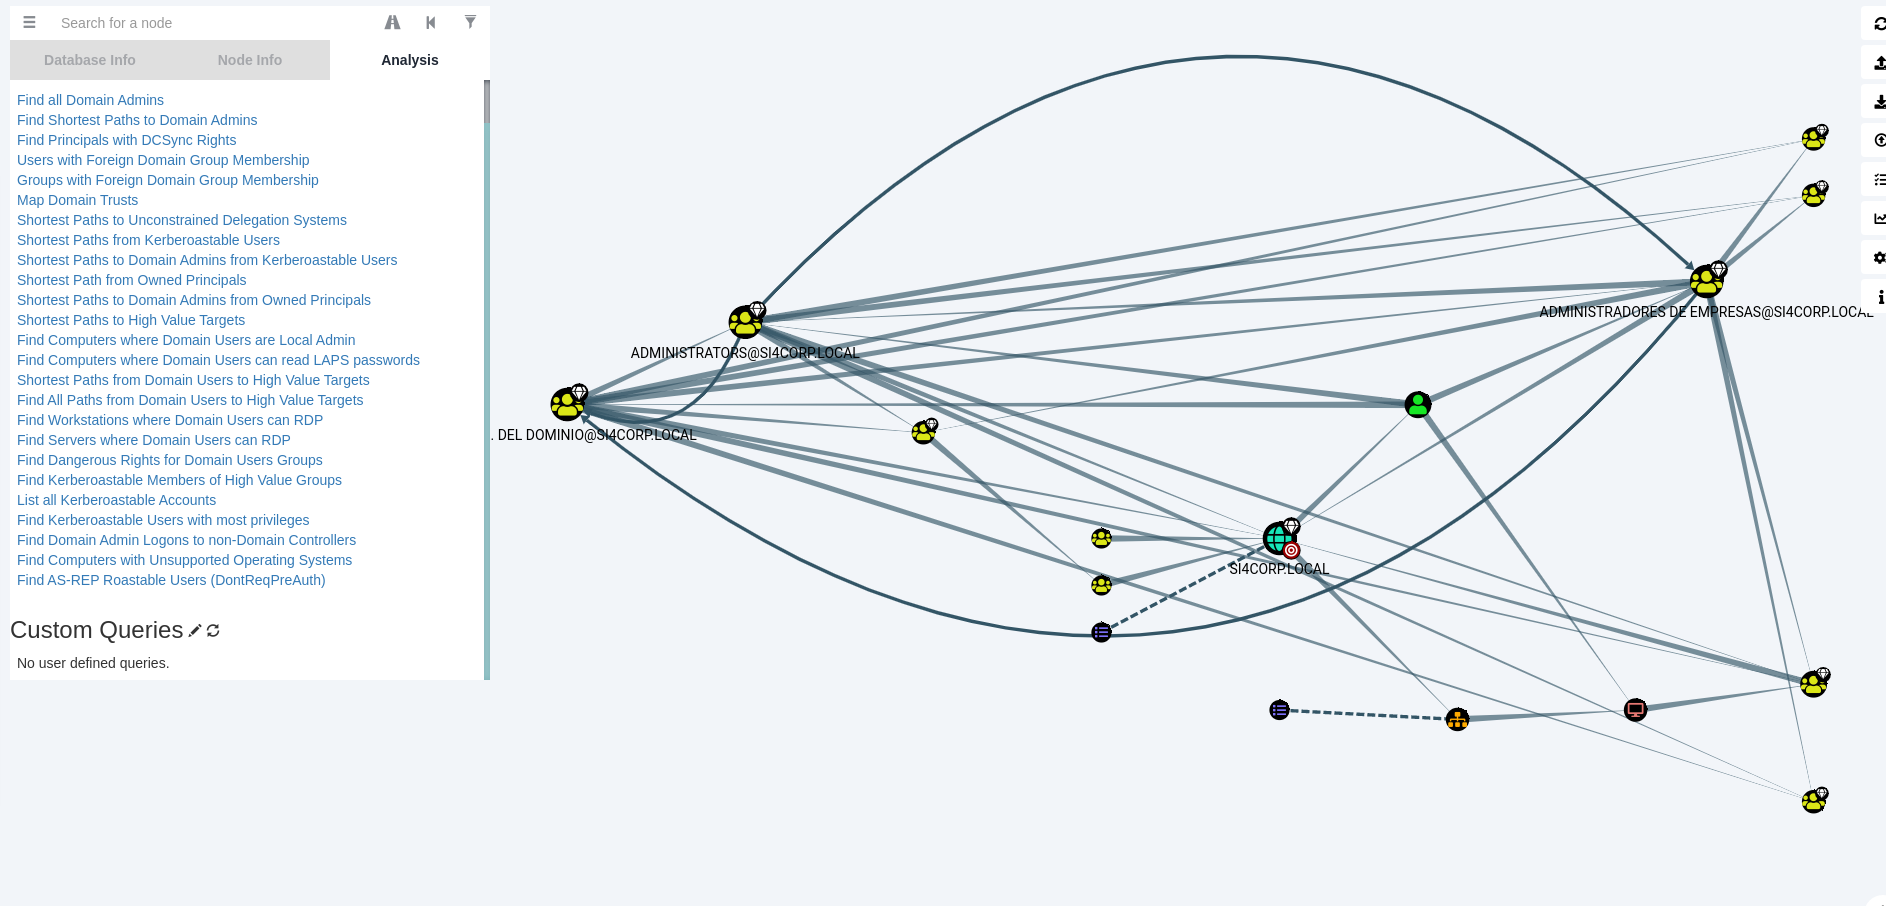 Search for a node
Database Info
Node Info
Analysis
Find all Domain Admins
Find Shortest Paths to Domain Admins
Find Principals with DCSync Rights
Users with Foreign Domain Group Membership
Groups with Foreign Domain Group Membership
Map Domain Trusts
Shortest Paths to Unconstrained Delegation Systems
Shortest Paths from Kerberoastable Users
Shortest Paths to Domain Admins from Kerberoastable Users
Shortest Path from Owned Principals
Shortest Paths to Domain Admins from Owned Principals
Shortest Paths to High Value Targets
Find Computers where Domain Users are Local Admin
Find Computers where Domain Users can read LAPS passwords
Shortest Paths from Domain Users to High Value Targets
Find All Paths from Domain Users to High Value Targets
Find Workstations where Domain Users can RDP
Find Servers where Domain Users can RDP
Find Dangerous Rights for Domain Users Groups
Find Kerberoastable Members of High Value Groups
List all Kerberoastable Accounts
Find Kerberoastable Users with most privileges
Find Domain Admin Logons to non-Domain Controllers
Find Computers with Unsupported Operating Systems
Find AS-REP Roastable Users (DontReqPreAuth)
Custom Queries
No user defined queries.
ADMINISTRADORES DE EMPRESAS@SI4CORP.LOCAL
ADMINISTRATORS@SI4CORP.LOCAL
. DEL DOMINIO@SI4CORP.LOCAL
SI4CORP.LOCAL